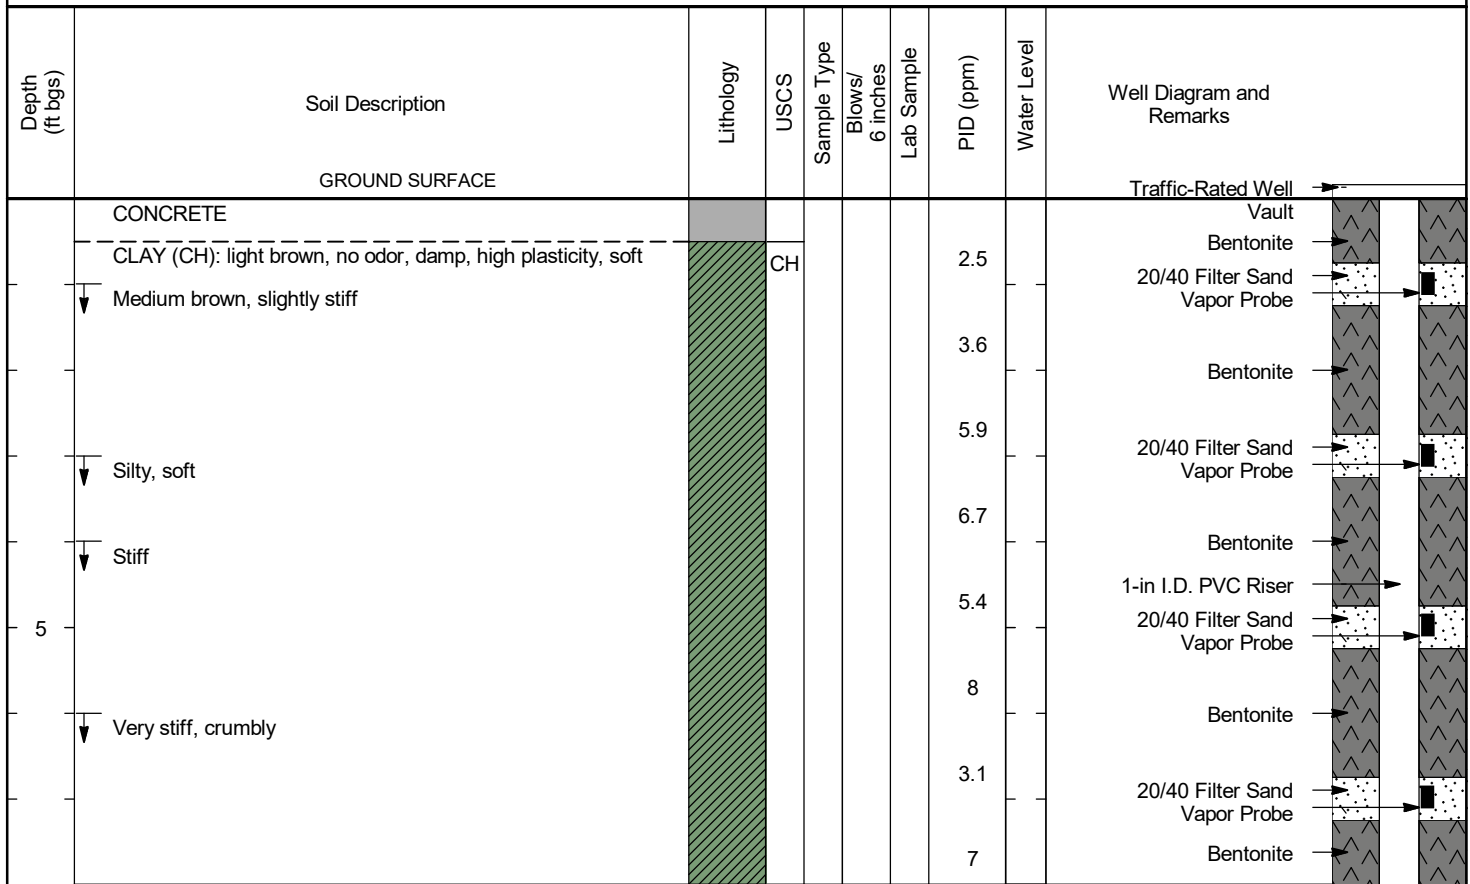 Depth
(ft bgs)
Soil Description
Lithology
USCS
Sample Type
Blows/
6 inches
Lab Sample
PID (ppm)
Water Level
Well Diagram and
Remarks
GROUND SURFACE
Traffic-Rated Well
Vault
CONCRETE
Bentonite
CLAY (CH): light brown, no odor, damp, high plasticity, soft
CH
2.5
20/40 Filter Sand
Vapor Probe
Medium brown, slightly stiff
3.6
Bentonite
5.9
20/40 Filter Sand
Vapor Probe
Silty, soft
6.7
Bentonite
Stiff
1-in I.D. PVC Riser
5.4
20/40 Filter Sand
5
Vapor Probe
8
Bentonite
Very stiff, crumbly
3.1
20/40 Filter Sand
Vapor Probe
7
Bentonite